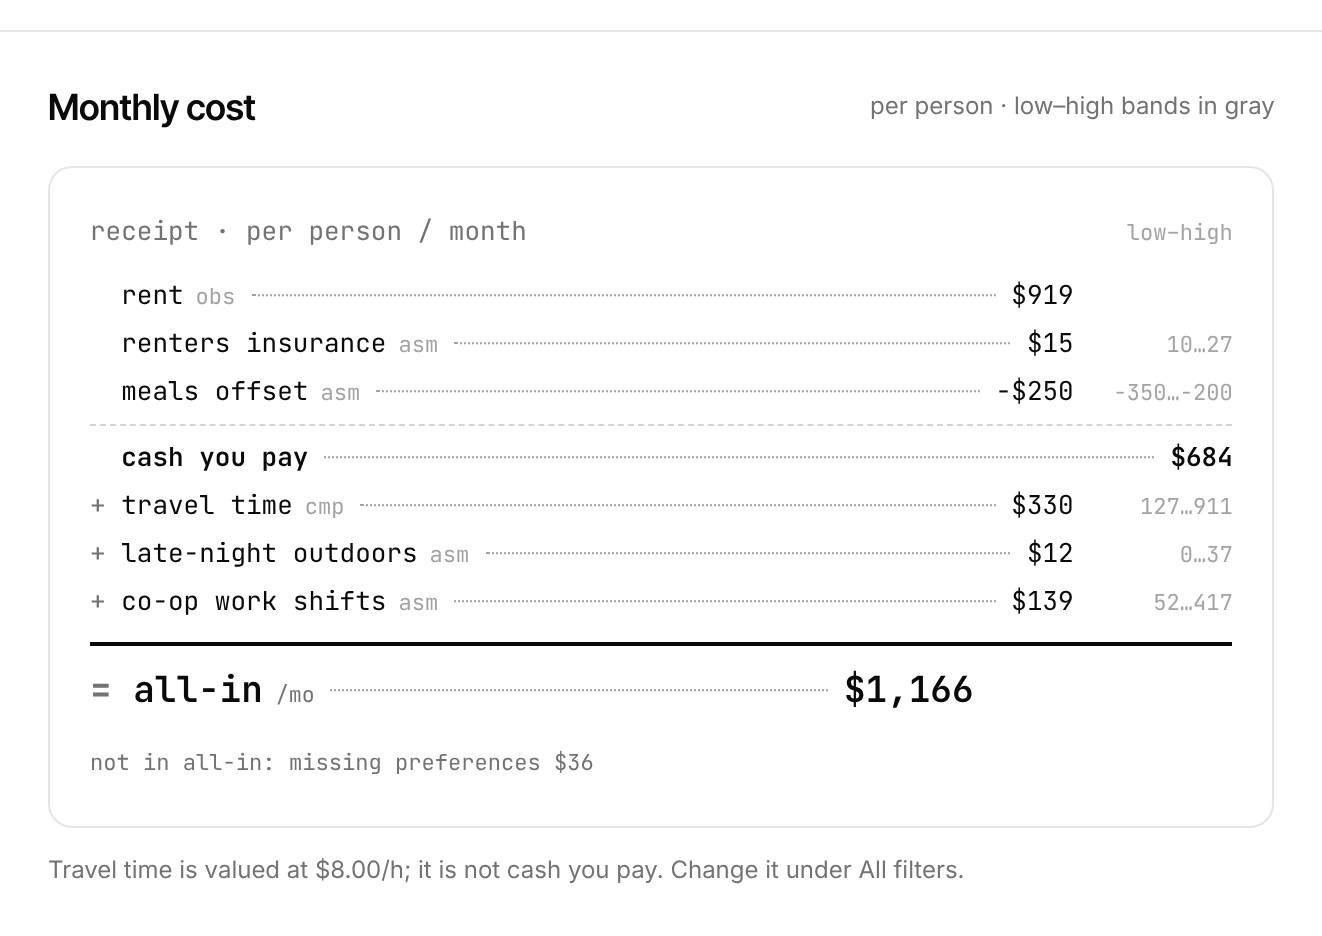 Monthly cost
per person · low–high bands in gray
receipt · per person / month low–high
rent obs $919
renters insurance asm $15 10…27
meals offset asm -$250 -350…-200
cash you pay $684
+ travel time cmp $330 127…911
+ late-night outdoors asm $12 0…37
+ co-op work shifts asm $139 52…417
= all-in /mo $1,166
not in all-in: missing preferences $36
Travel time is valued at $8.00/h; it is not cash you pay. Change it under All filters.